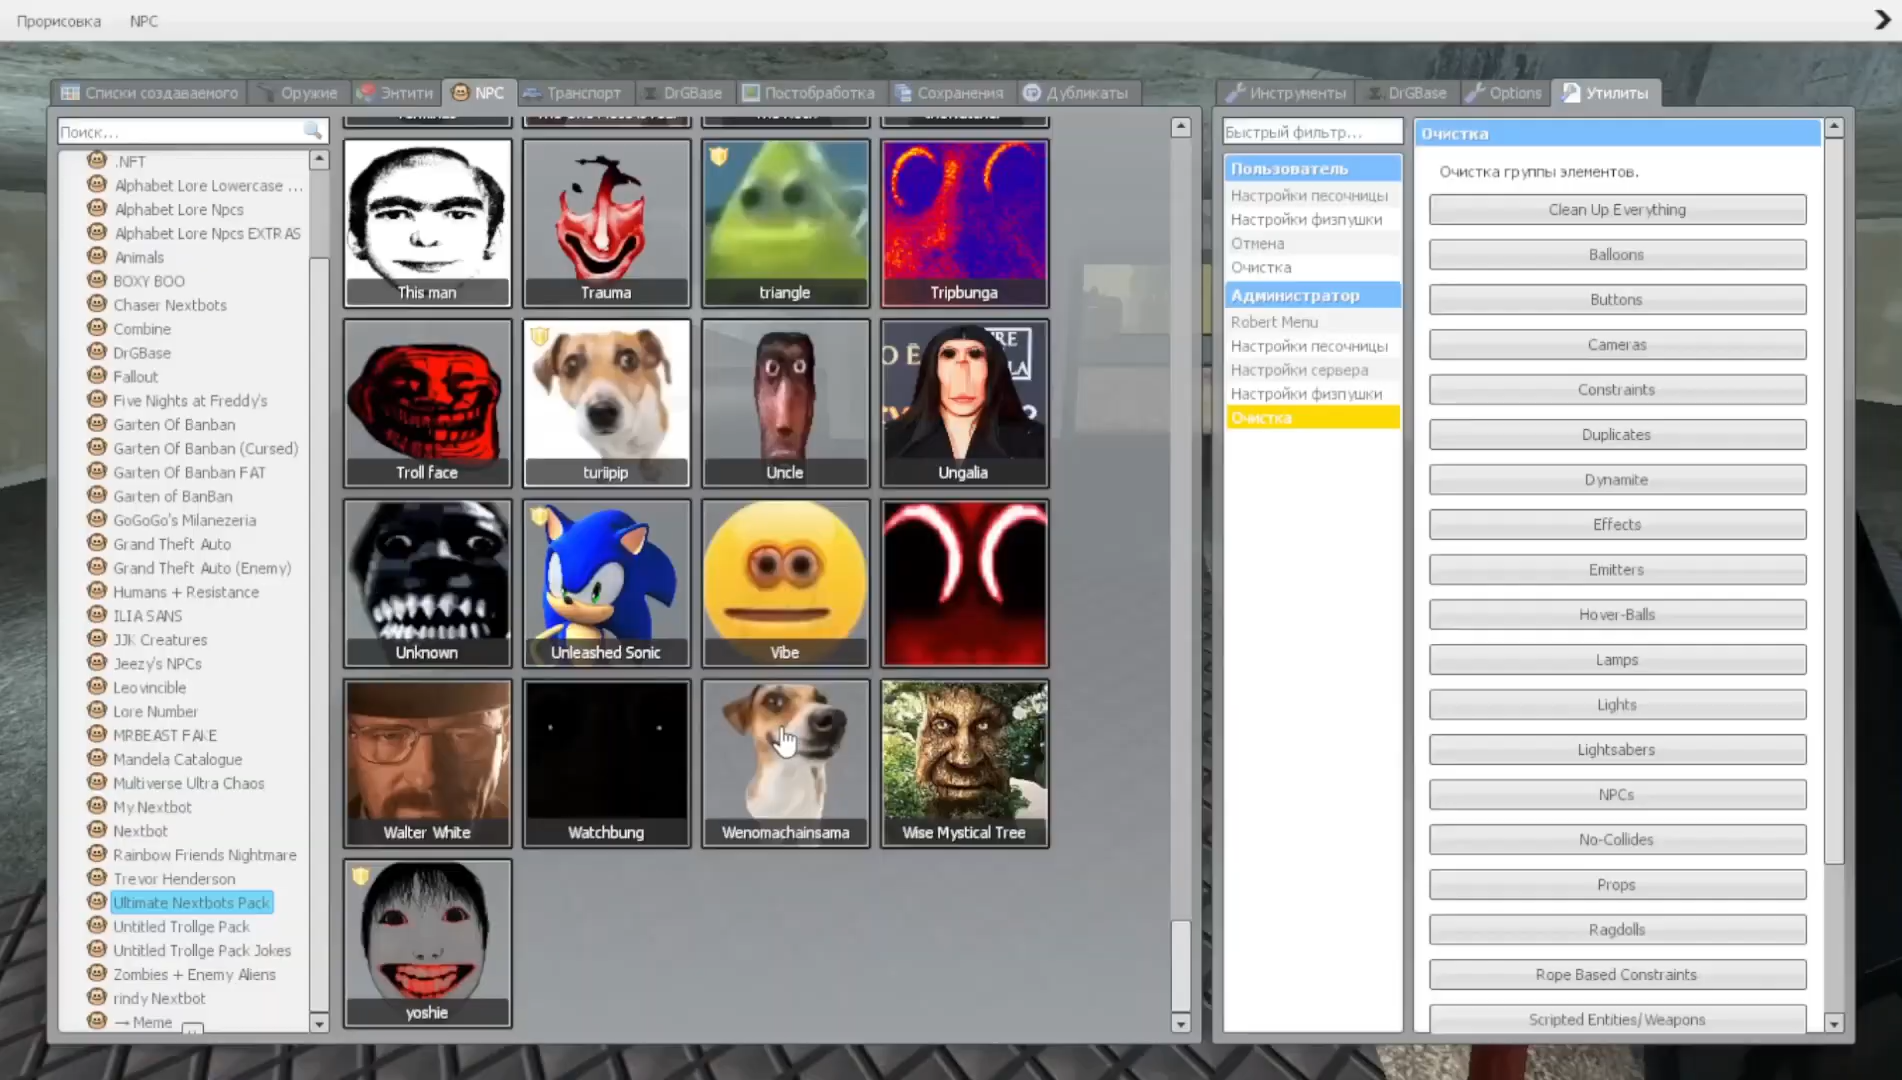 Прорисовка NPC
Списки создаваемого Оружие Энтити NPC Транспорт DrGBase Постобработка Сохранения Дубликаты
Инструменты DrGBase Options Утилиты
Поиск...
.NFT
Alphabet Lore Lowercase ...
Alphabet Lore Npcs
Alphabet Lore Npcs EXTRAS
Animals
BOXY BOO
Chaser Nextbots
Combine
DrGBase
Fallout
Five Nights at Freddy's
Garten Of Banban
Garten Of Banban (Cursed)
Garten Of Banban FAT
Garten of BanBan
GoGoGo's Milanezeria
Grand Theft Auto
Grand Theft Auto (Enemy)
Humans + Resistance
ILIA SANS
JJK Creatures
Jeezy's NPCs
Leovincible
Lore Number
MRBEAST FAKE
Mandela Catalogue
Multiverse Ultra Chaos
My Nextbot
Nextbot
Rainbow Friends Nightmare
Trevor Henderson
Ultimate Nextbots Pack
Untitled Trollge Pack
Untitled Trollge Pack Jokes
Zombies + Enemy Aliens
rindy Nextbot
→ Meme
This man Trauma triangle Tripbunga
Troll face turiipip Uncle Ungalia
Unknown Unleashed Sonic Vibe
Walter White Watchbung Wenomachainsama Wise Mystical Tree
yoshie
Быстрый фильтр...
Пользователь
Настройки песочницы
Настройки физпушки
Отмена
Очистка
Администратор
Robert Menu
Настройки песочницы
Настройки сервера
Настройки физпушки
Очистка
Очистка
Очистка группы элементов.
Clean Up Everything
Balloons
Buttons
Cameras
Constraints
Duplicates
Dynamite
Effects
Emitters
Hover-Balls
Lamps
Lights
Lightsabers
NPCs
No-Collides
Props
Ragdolls
Rope Based Constraints
Scripted Entities/Weapons